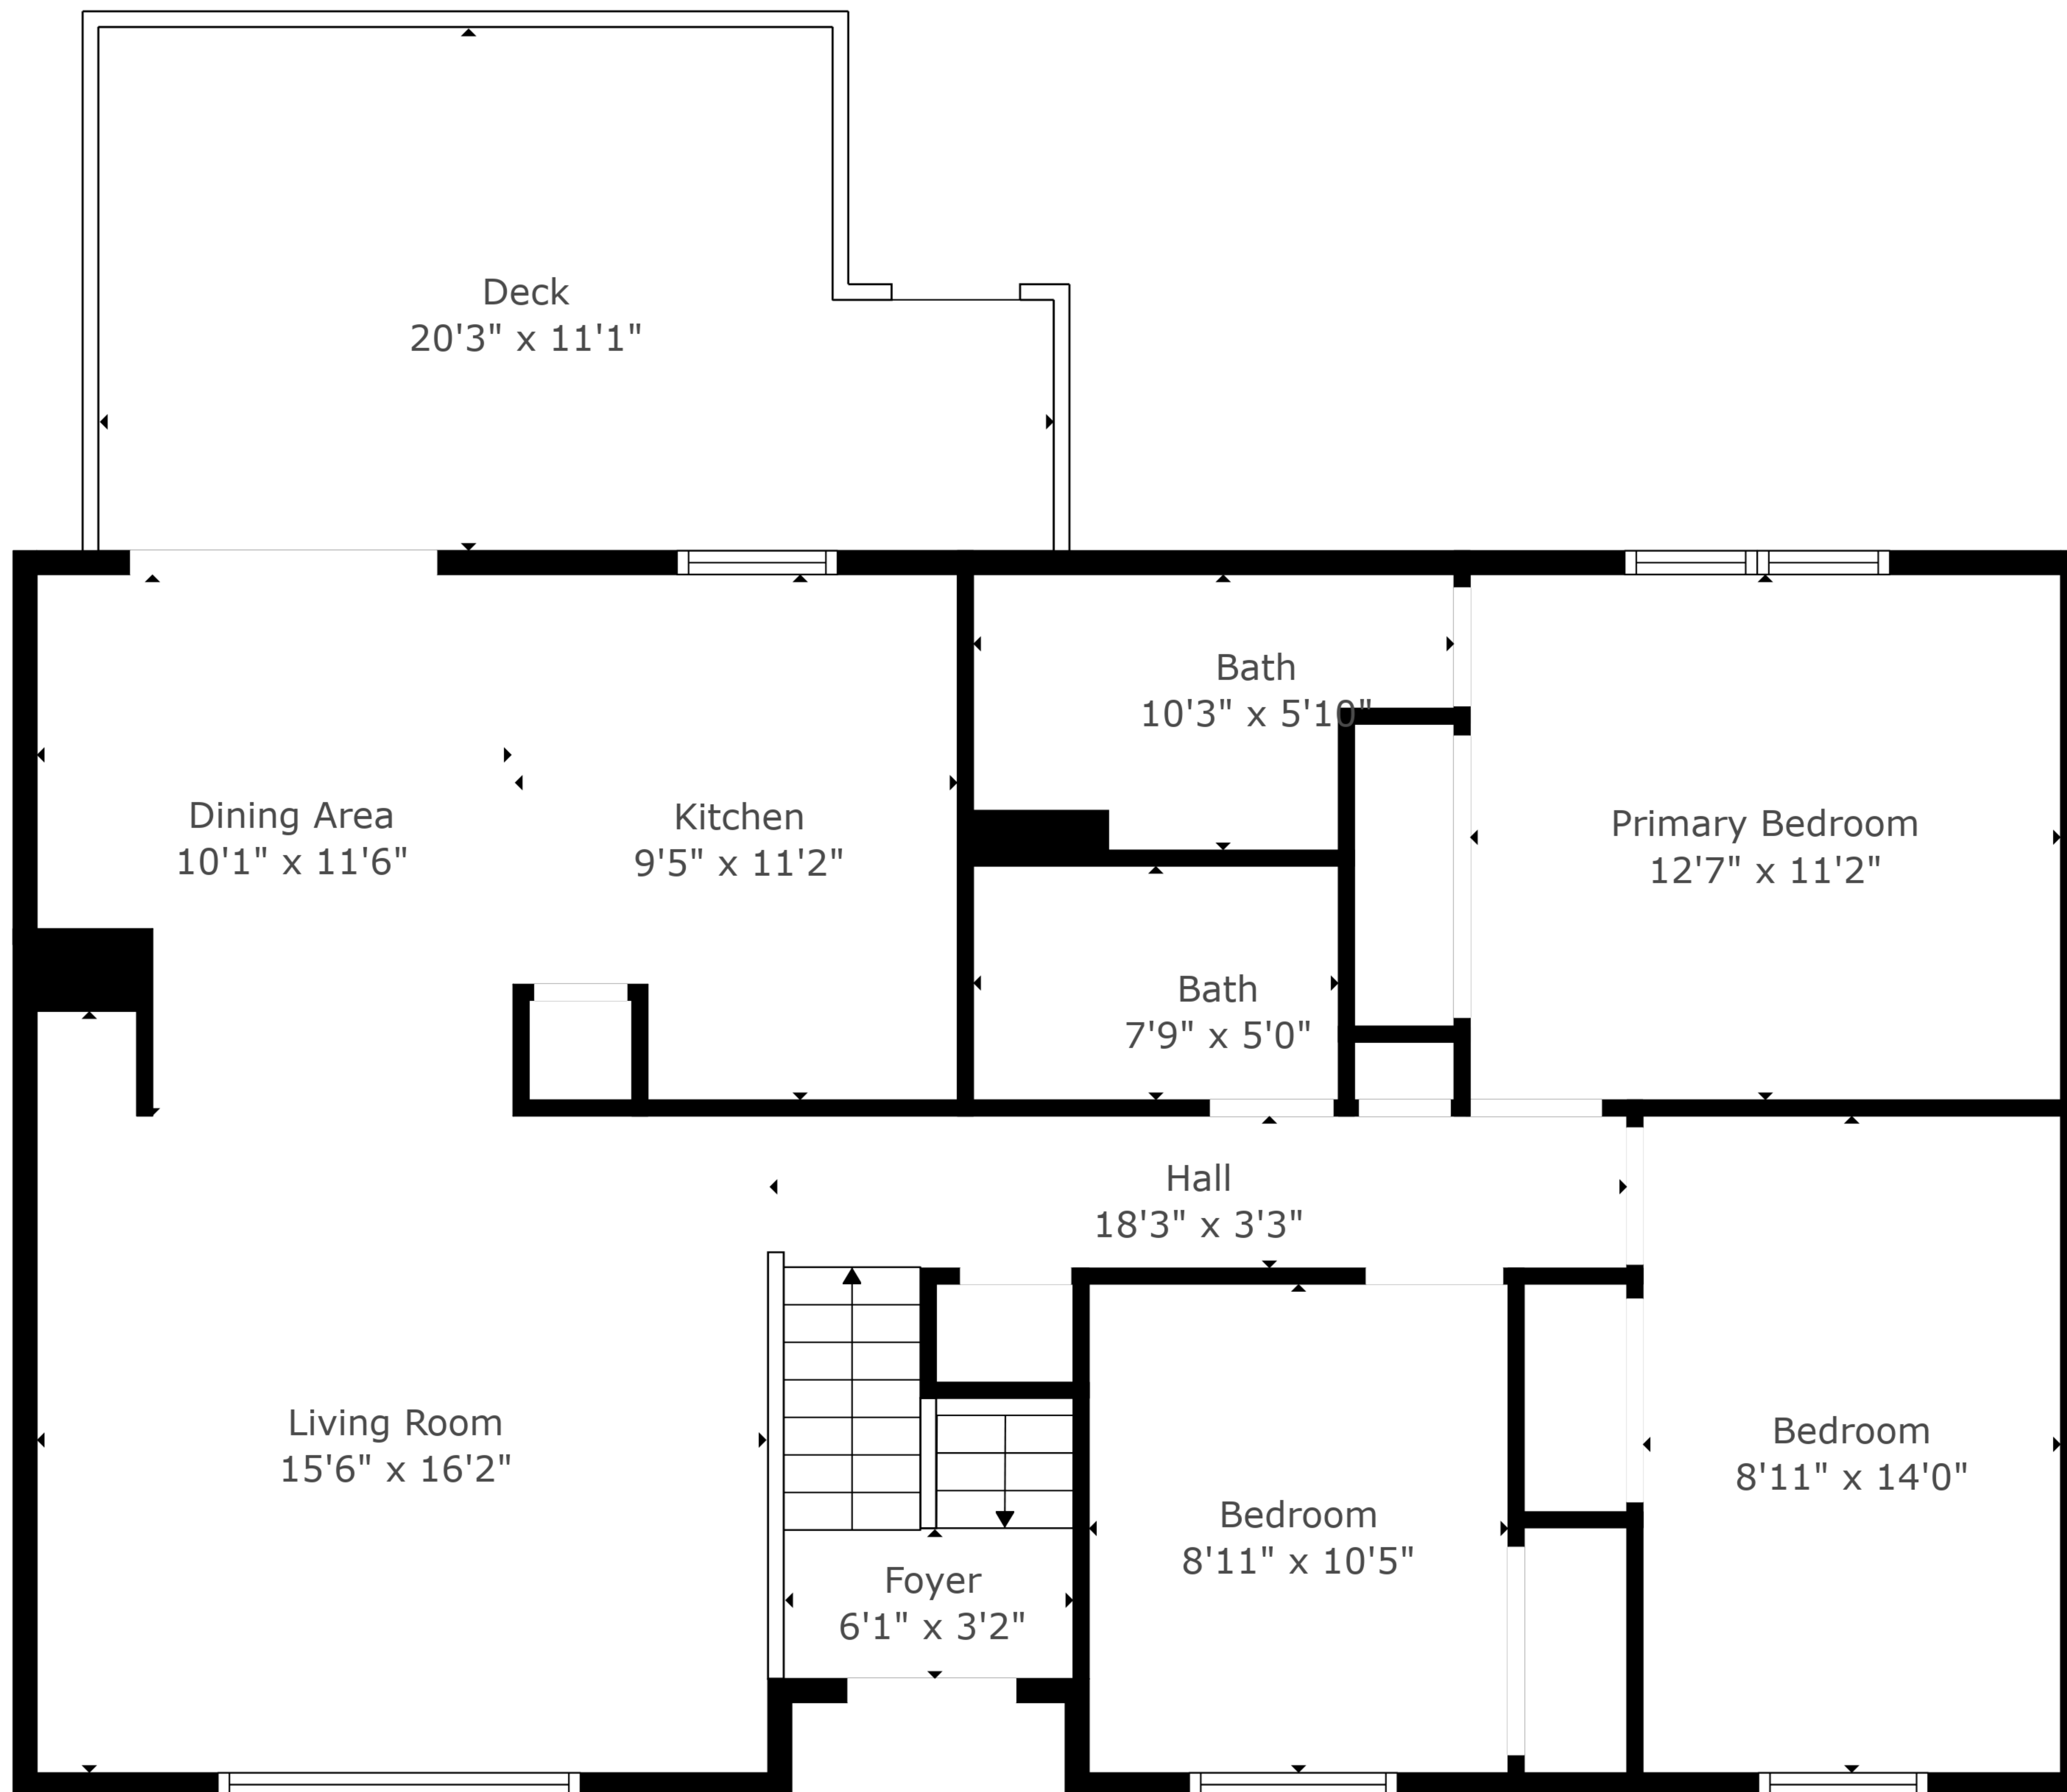 Deck
20'3" x 11'1"
Bath
10'3" x 5'10"
Dining Area
10'1" x 11'6"
Kitchen
9'5" x 11'2"
Primary Bedroom
12'7" x 11'2"
Bath
7'9" x 5'0"
Hall
18'3" x 3'3"
Living Room
15'6" x 16'2"
Bedroom
8'11" x 14'0"
Bedroom
8'11" x 10'5"
Foyer
6'1" x 3'2"